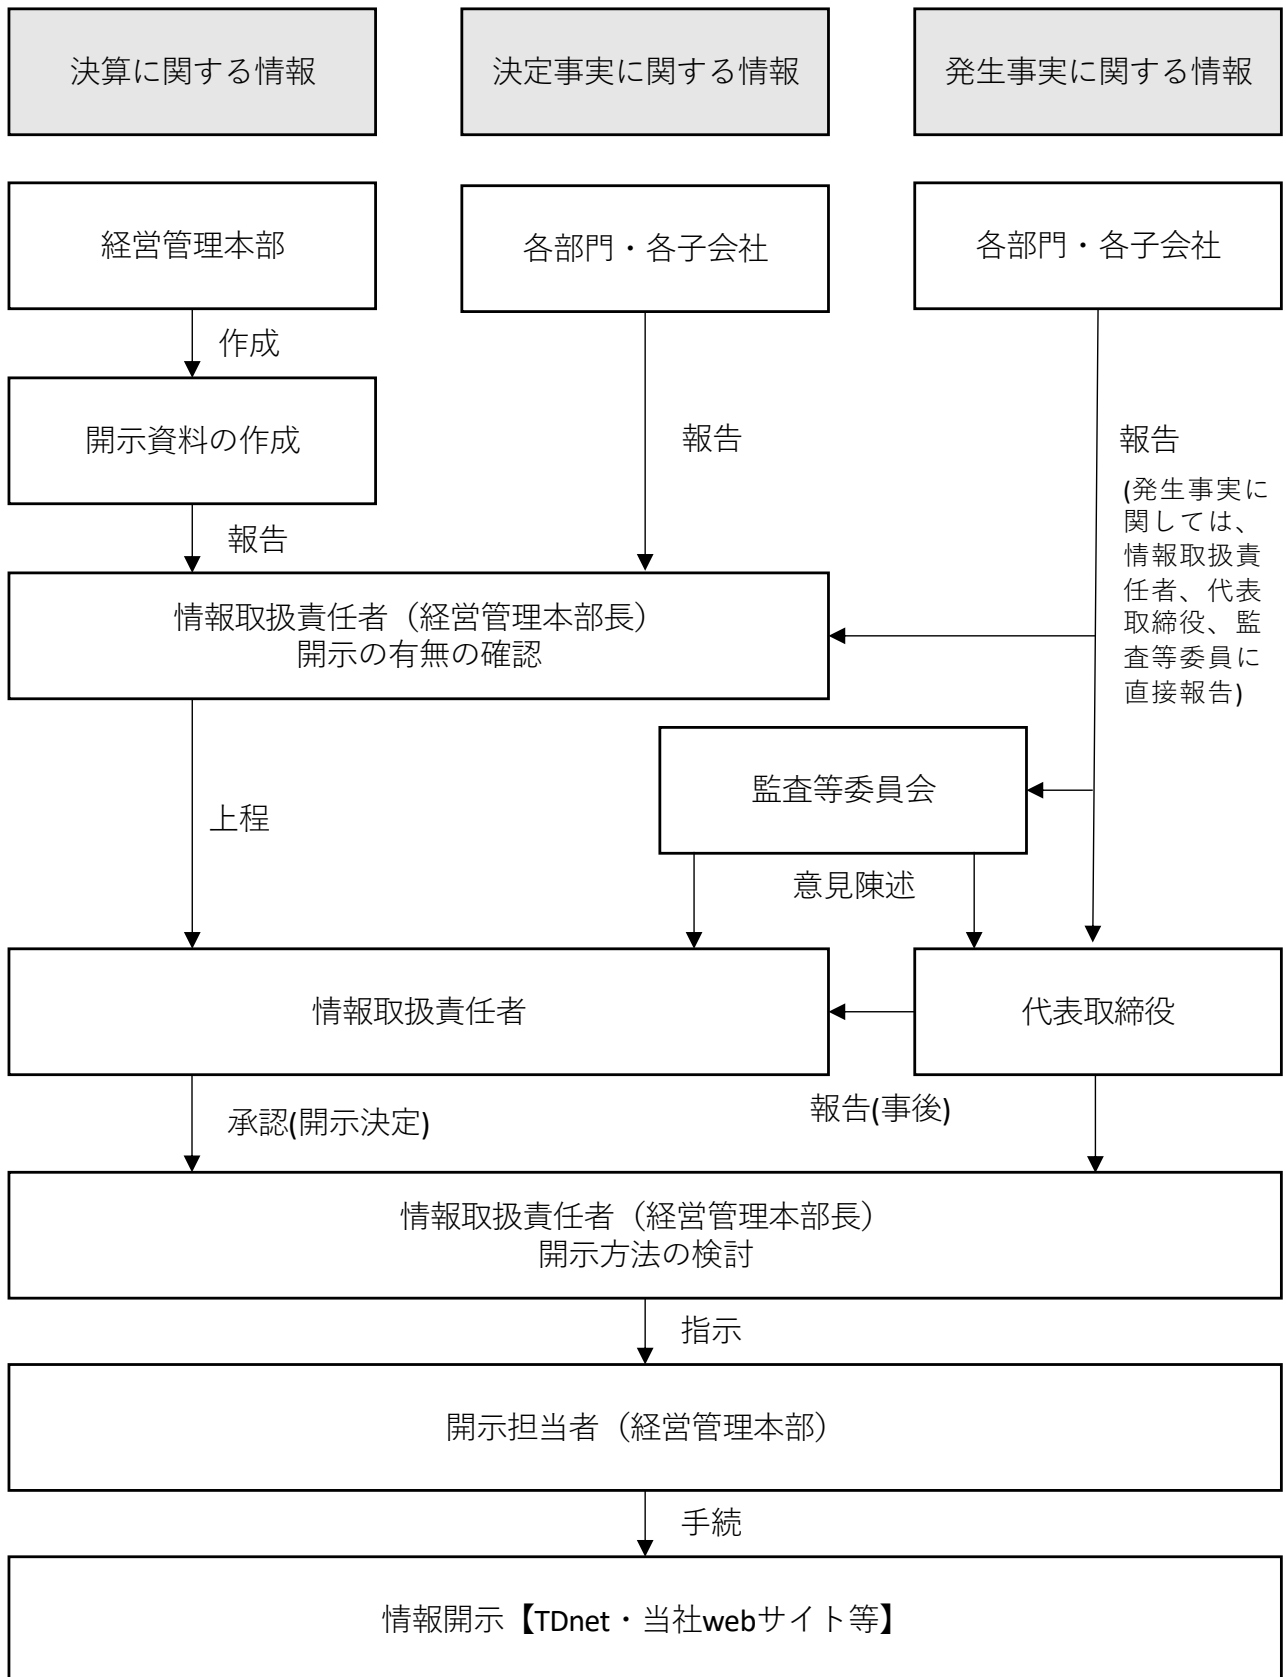 決算に関する情報
決定事実に関する情報
発生事実に関する情報
経営管理本部
各部門・各子会社
各部門・各子会社
作成
開示資料の作成
報告
報告
報告
(発生事実に
関しては、
情報取扱責
任者、代表
取締役、監
査等委員に
直接報告)
情報取扱責任者（経営管理本部長）
開示の有無の確認
監査等委員会
上程
意見陳述
情報取扱責任者
代表取締役
承認(開示決定)
報告(事後)
情報取扱責任者（経営管理本部長）
開示方法の検討
指示
開示担当者（経営管理本部）
手続
情報開示【TDnet・当社webサイト等】